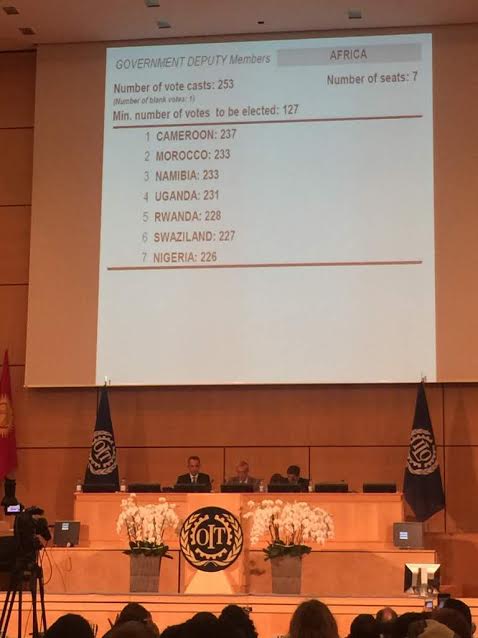 GOVERNMENT DEPUTY Members AFRICA
Number of vote casts: 253 Number of seats: 7
(Number of blank votes: 1)
Min. number of votes to be elected: 127
1 CAMEROON: 237
2 MOROCCO: 233
3 NAMIBIA: 233
4 UGANDA: 231
5 RWANDA: 228
6 SWAZILAND: 227
7 NIGERIA: 226
OIT
OIT
ILO